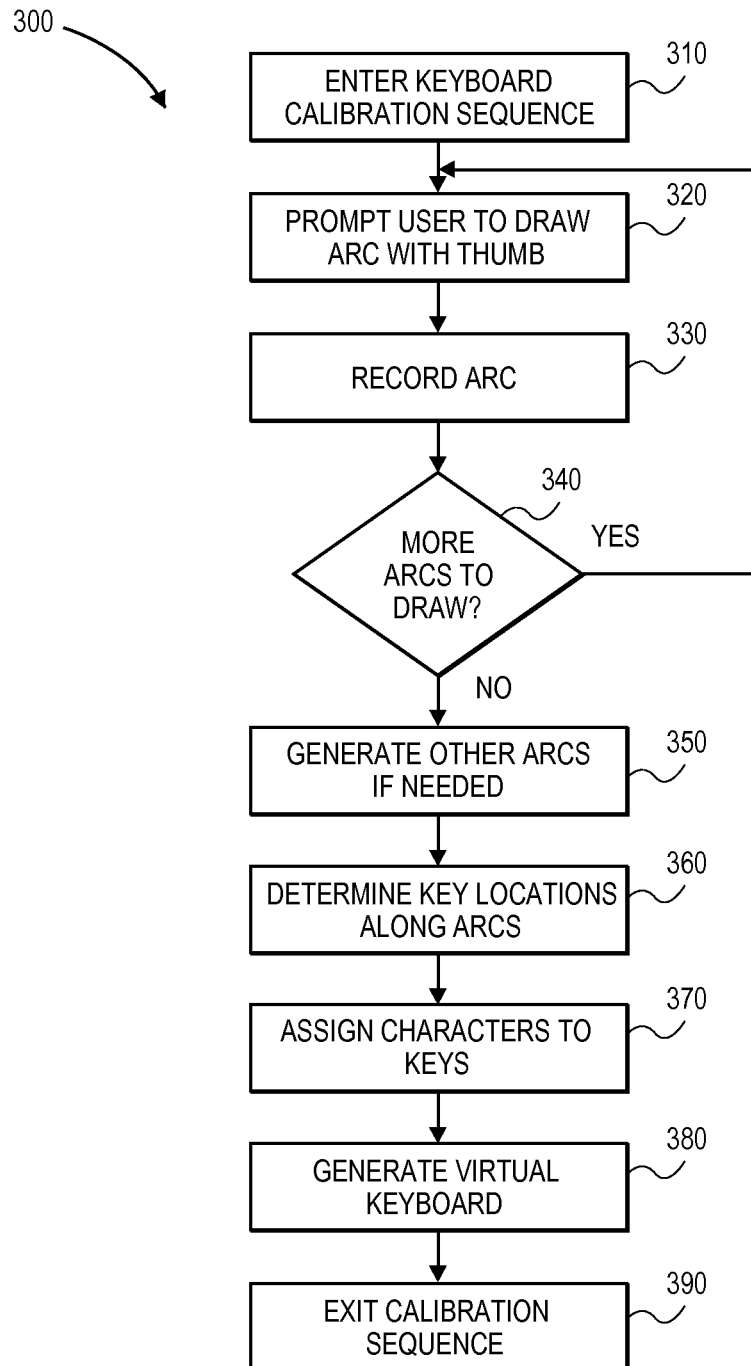 300
310
ENTER KEYBOARD
CALIBRATION SEQUENCE
320
PROMPT USER TO DRAW
ARC WITH THUMB
330
RECORD ARC
340
MORE
ARCS TO
DRAW?
YES
NO
350
GENERATE OTHER ARCS
IF NEEDED
360
DETERMINE KEY LOCATIONS
ALONG ARCS
370
ASSIGN CHARACTERS TO
KEYS
380
GENERATE VIRTUAL
KEYBOARD
390
EXIT CALIBRATION
SEQUENCE